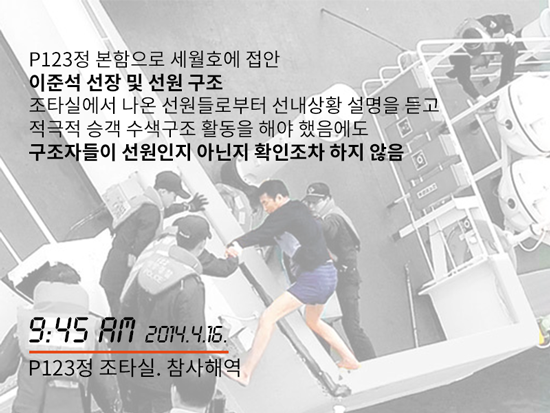 P123정 본함으로 세월호에 접안
이준석 선장 및 선원 구조
조타실에서 나온 선원들로부터 선내상황 설명을 듣고
적극적 승객 수색구조 활동을 해야 했음에도
구조자들이 선원인지 아닌지 확인조차 하지 않음
9:45 AM 2014.4.16.
P123정 조타실. 참사해역